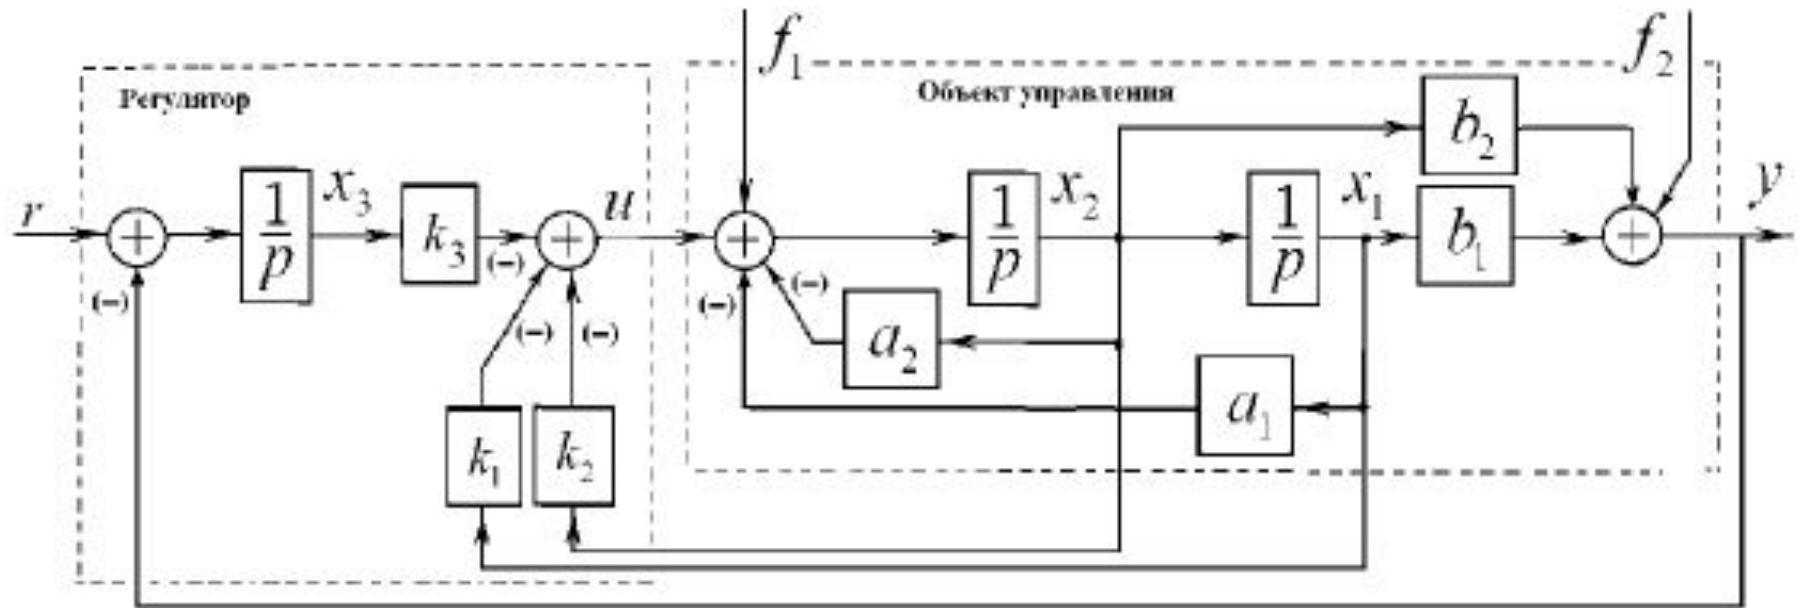 f₁
f₂
Регулятор
Объект управления
b₂
r
(−)
1/p
x₃
k₃
(−)
u
1/p
x₂
1/p
x₁
b₁
y
(−)
(−)
a₂
(−)
(−)
a₁
k₁
k₂